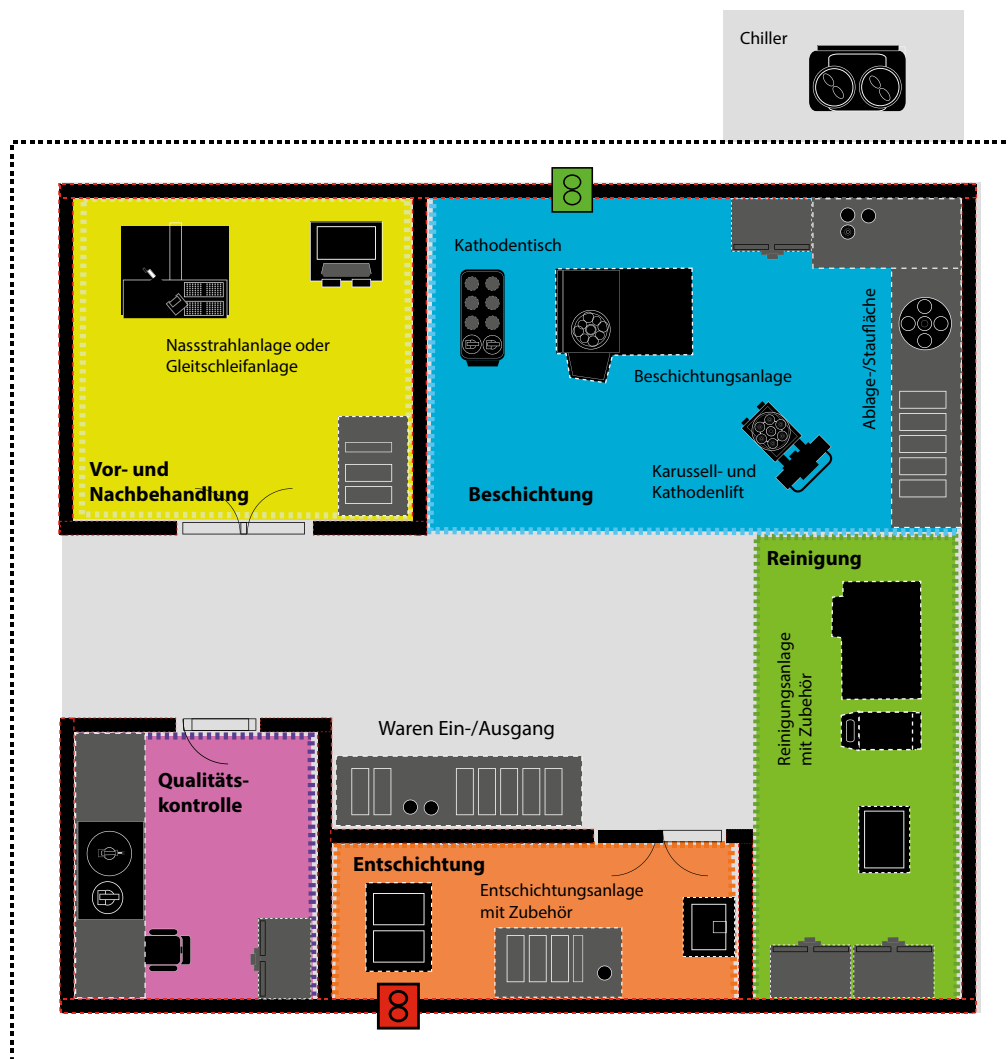 Chiller
Kathodentisch
Nassstrahlanlage oder
Gleitschleifanlage
Beschichtungsanlage
Ablage-/Staufläche
Vor- und
Nachbehandlung
Beschichtung
Karussell- und
Kathodenlift
Reinigung
Reinigungsanlage
mit Zubehör
Waren Ein-/Ausgang
Qualitäts-
kontrolle
Entschichtung
Entschichtungsanlage
mit Zubehör